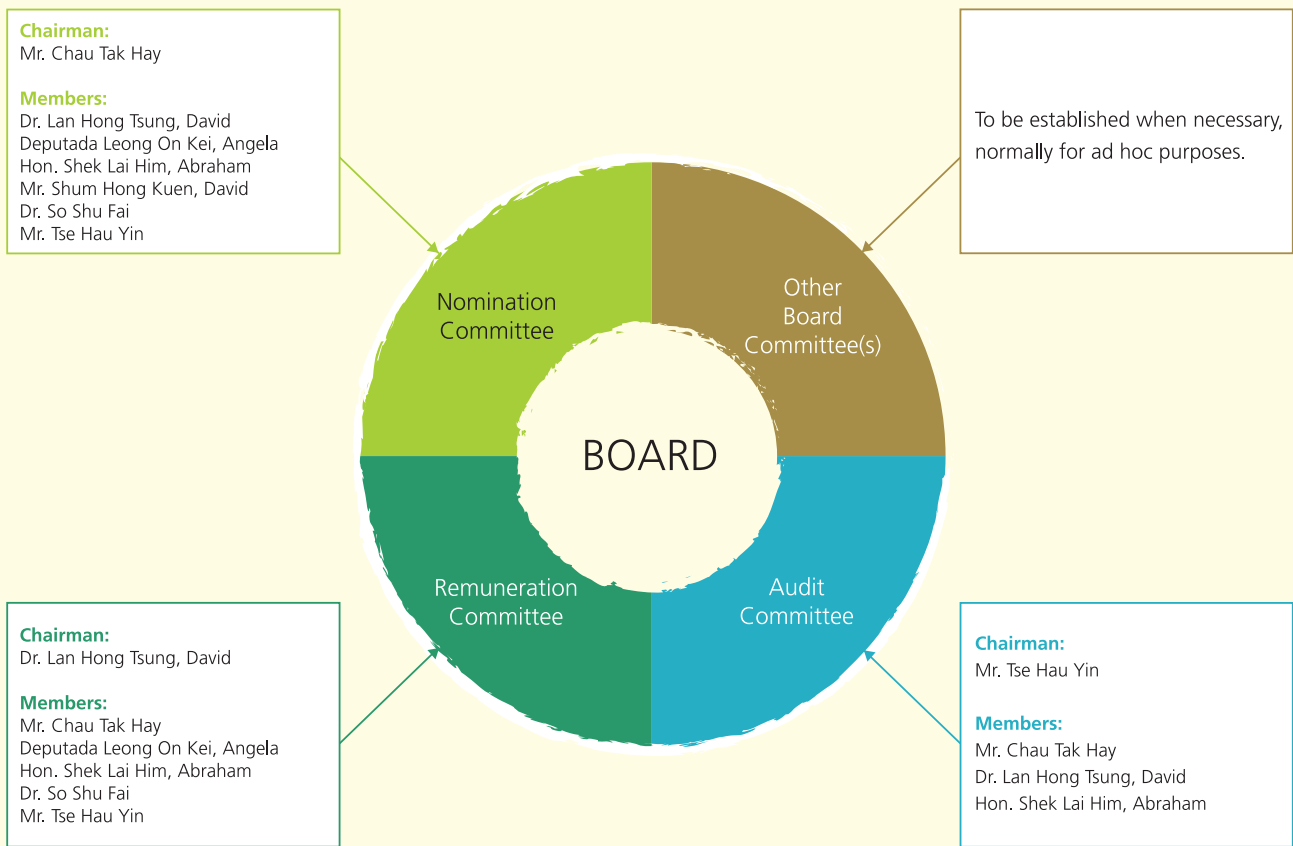 Chairman:
Mr. Chau Tak Hay
Members:
Dr. Lan Hong Tsung, David
Deputada Leong On Kei, Angela
Hon. Shek Lai Him, Abraham
Mr. Shum Hong Kuen, David
Dr. So Shu Fai
Mr. Tse Hau Yin
To be established when necessary,
normally for ad hoc purposes.
Nomination
Committee
Other
Board
Committee(s)
BOARD
Remuneration
Committee
Audit
Committee
Chairman:
Dr. Lan Hong Tsung, David
Members:
Mr. Chau Tak Hay
Deputada Leong On Kei, Angela
Hon. Shek Lai Him, Abraham
Dr. So Shu Fai
Mr. Tse Hau Yin
Chairman:
Mr. Tse Hau Yin
Members:
Mr. Chau Tak Hay
Dr. Lan Hong Tsung, David
Hon. Shek Lai Him, Abraham